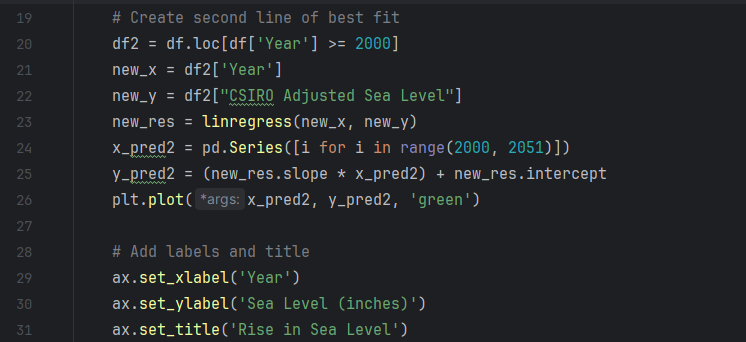 19 # Create second line of best fit
20 df2 = df.loc[df['Year'] >= 2000]
21 new_x = df2['Year']
22 new_y = df2["CSIRO Adjusted Sea Level"]
23 new_res = linregress(new_x, new_y)
24 x_pred2 = pd.Series([i for i in range(2000, 2051)])
25 y_pred2 = (new_res.slope * x_pred2) + new_res.intercept
26 plt.plot( *args: x_pred2, y_pred2, 'green')
27
28 # Add labels and title
29 ax.set_xlabel('Year')
30 ax.set_ylabel('Sea Level (inches)')
31 ax.set_title('Rise in Sea Level')